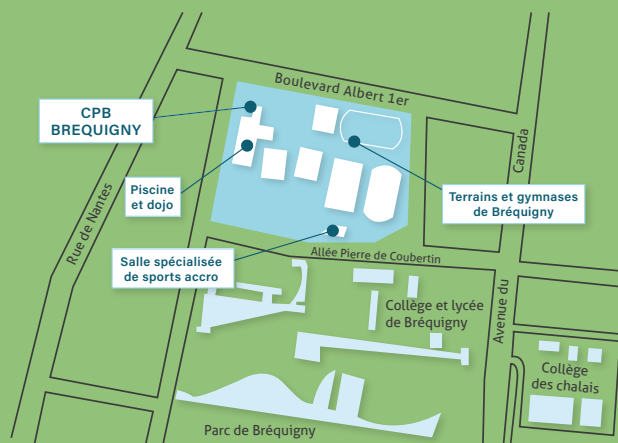 Boulevard Albert 1er
CPB
BREQUIGNY
Canada
Piscine
et dojo
Terrains et gymnases
de Bréquigny
Rue de Nantes
Salle spécialisée
de sports accro
Allée Pierre de Coubertin
Collège et lycée
de Bréquigny
Avenue du
Collège
des chalais
Parc de Bréquigny